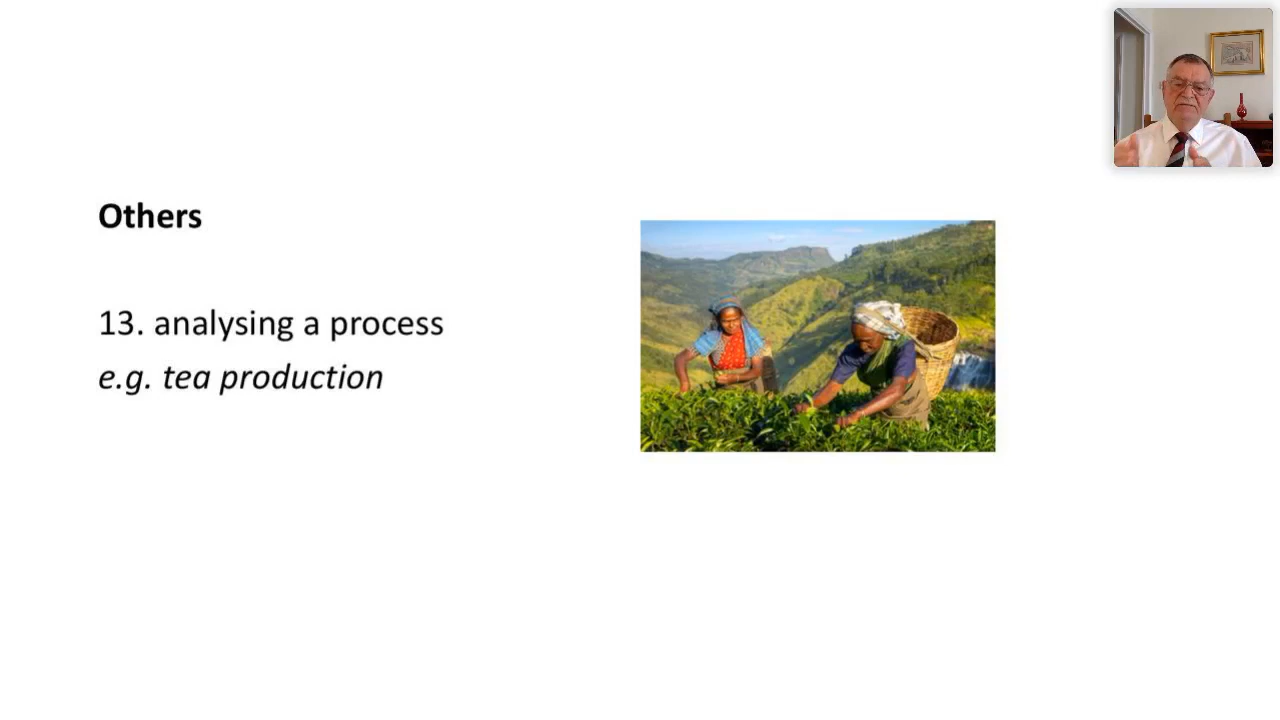 Others
13. analysing a process
e.g. tea production